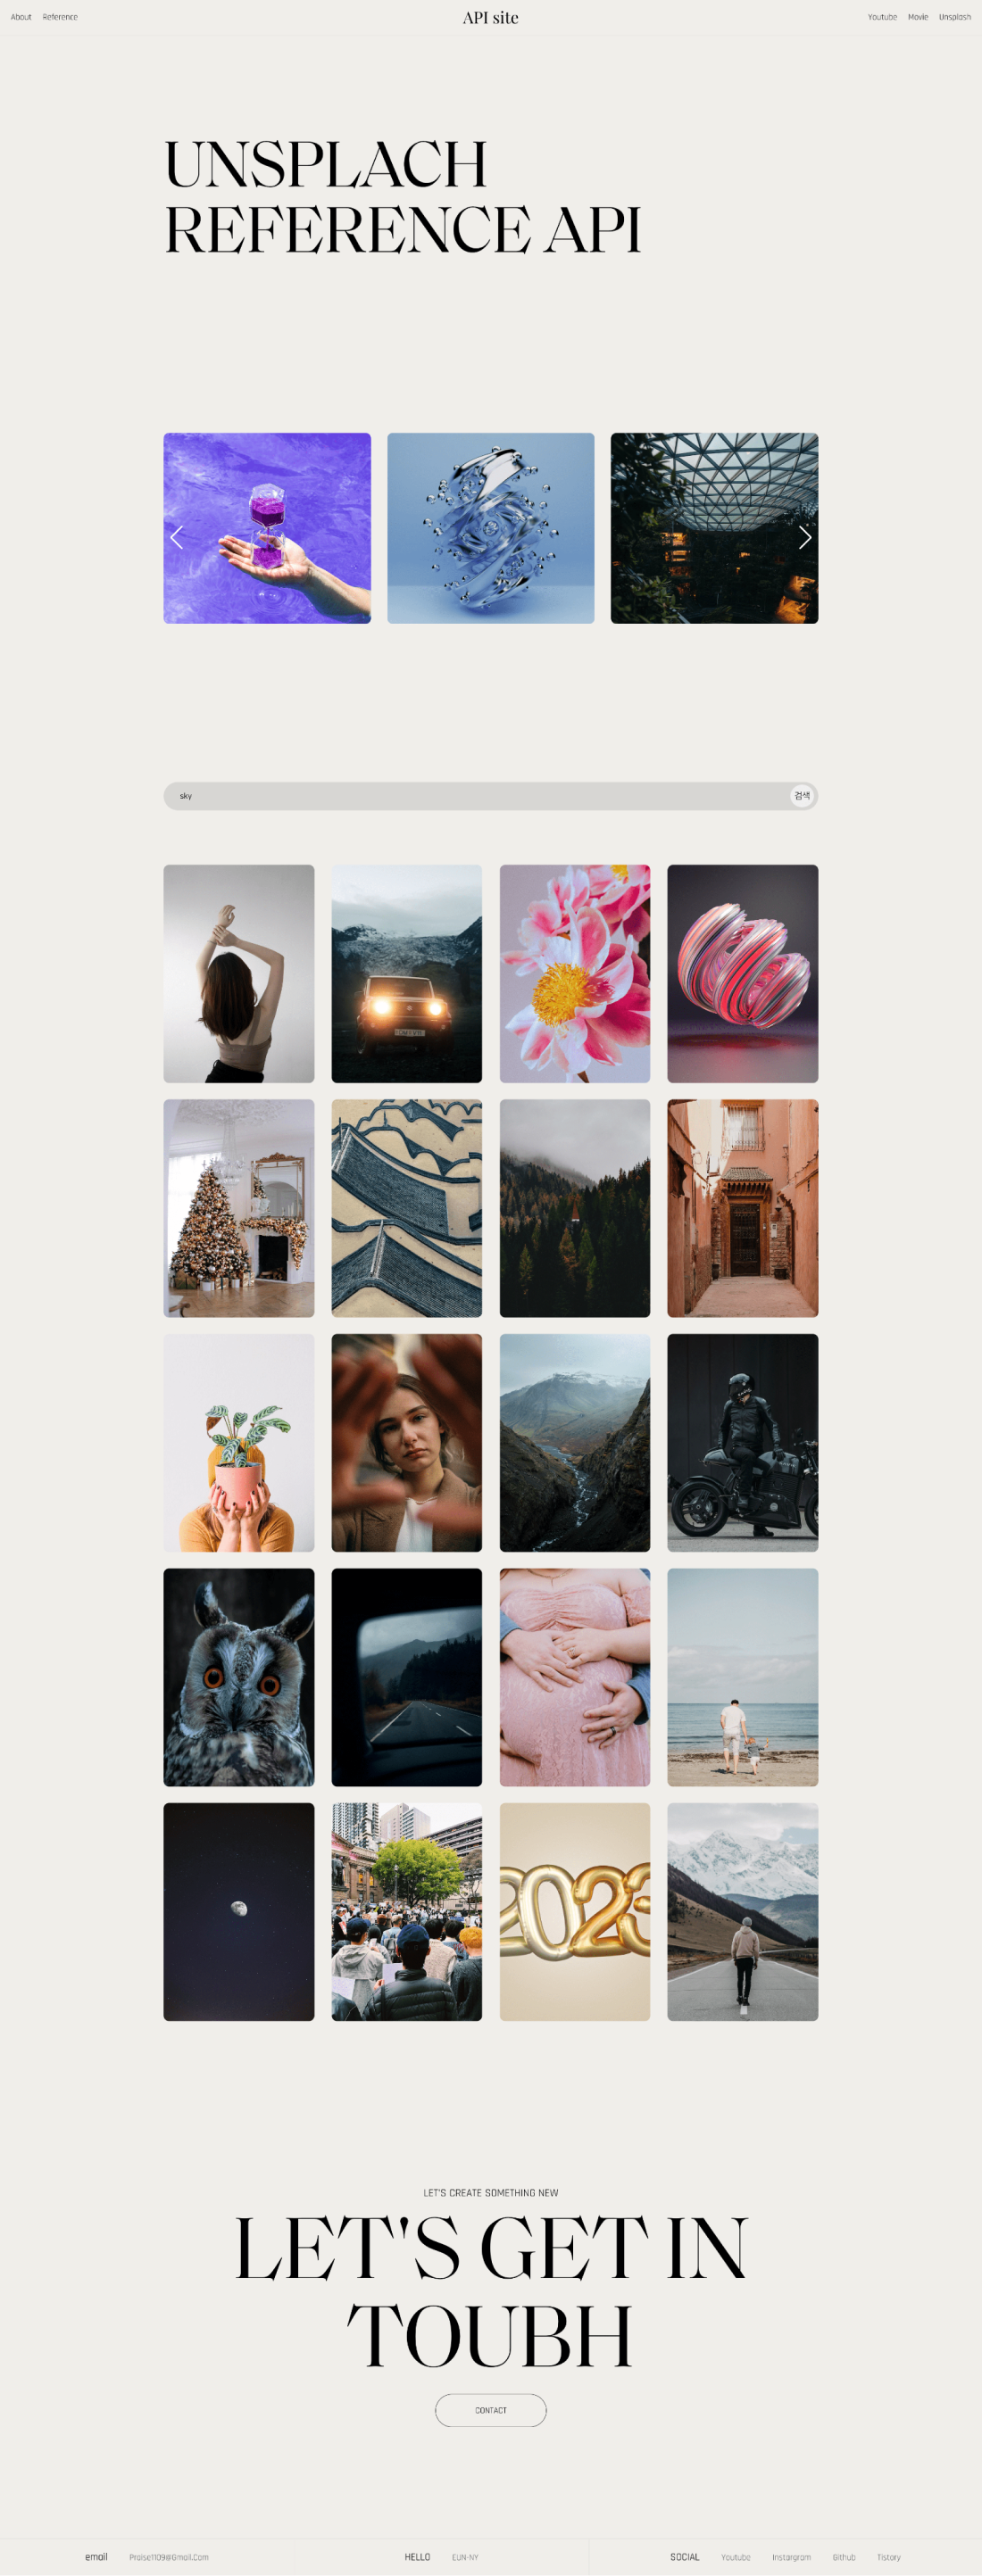 About Reference API site Youtube Movie Unsplash
UNSPLACH
REFERENCE API
sky 검색
2023
LET'S CREATE SOMETHING NEW
LET'S GET IN
TOUBH
CONTACT
email Praise1109@Gmail.Com HELLO EUN-NY SOCIAL Youtube Instargram Github Tistory